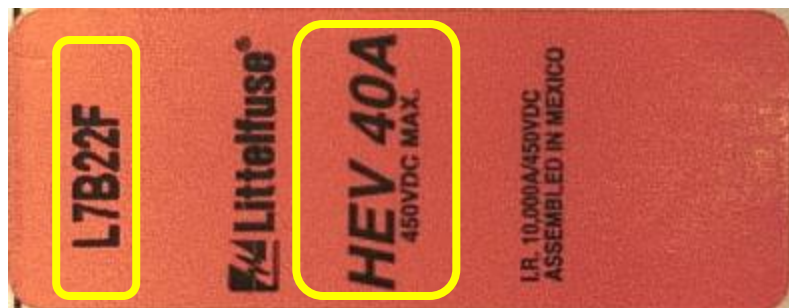 L7B22F
Littelfuse®
HEV 40A
450VDC MAX.
I.R. 10,000A/450VDC
ASSEMBLED IN MEXICO